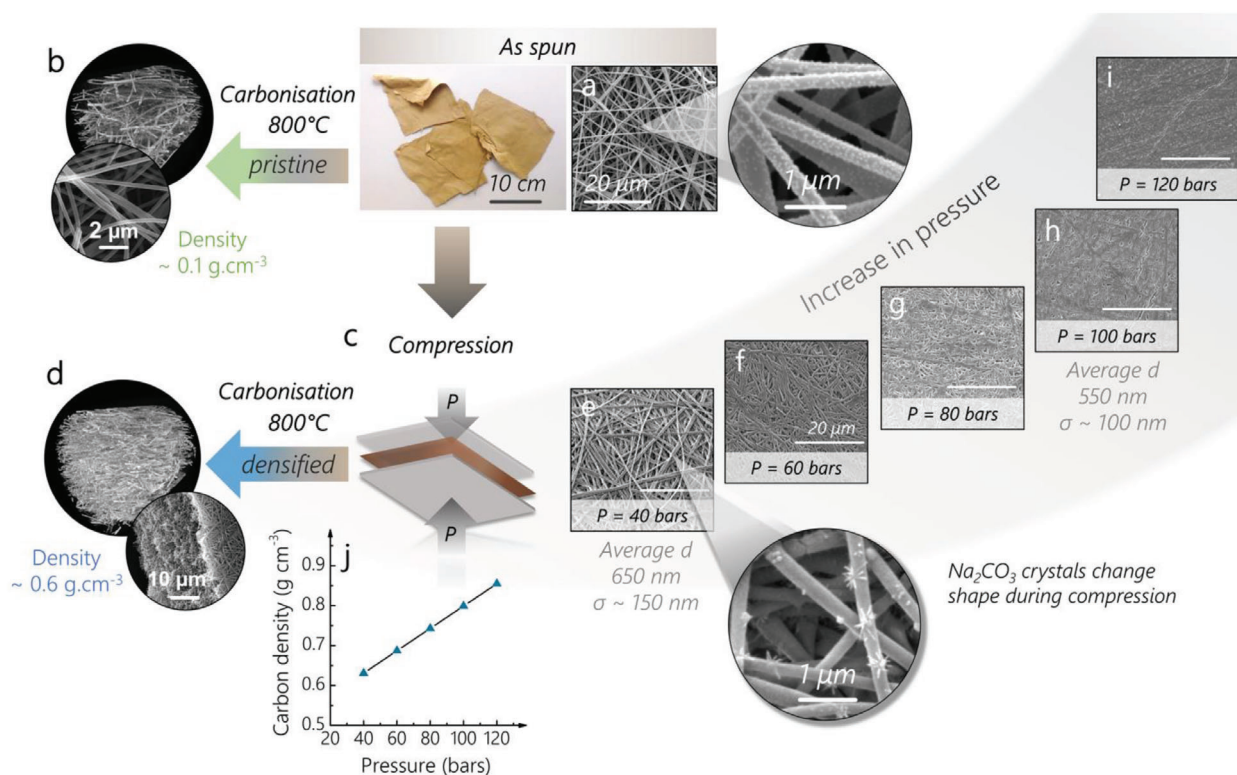 As spun
b
Carbonisation
800°C
pristine
2 μm
Density
~ 0.1 g.cm⁻³
10 cm
a
20 μm
1 μm
i
P = 120 bars
Increase in pressure
h
P = 100 bars
Average d
550 nm
σ ~ 100 nm
g
P = 80 bars
f
20 μm
P = 60 bars
e
P = 40 bars
Average d
650 nm
σ ~ 150 nm
c
Compression
P
P
d
Carbonisation
800°C
densified
Density
~ 0.6 g.cm⁻³
10 μm
Na₂CO₃ crystals change
shape during compression
1 μm
j
Carbon density (g cm⁻³)
0.9
0.8
0.7
0.6
0.5
20 40 60 80 100 120
Pressure (bars)